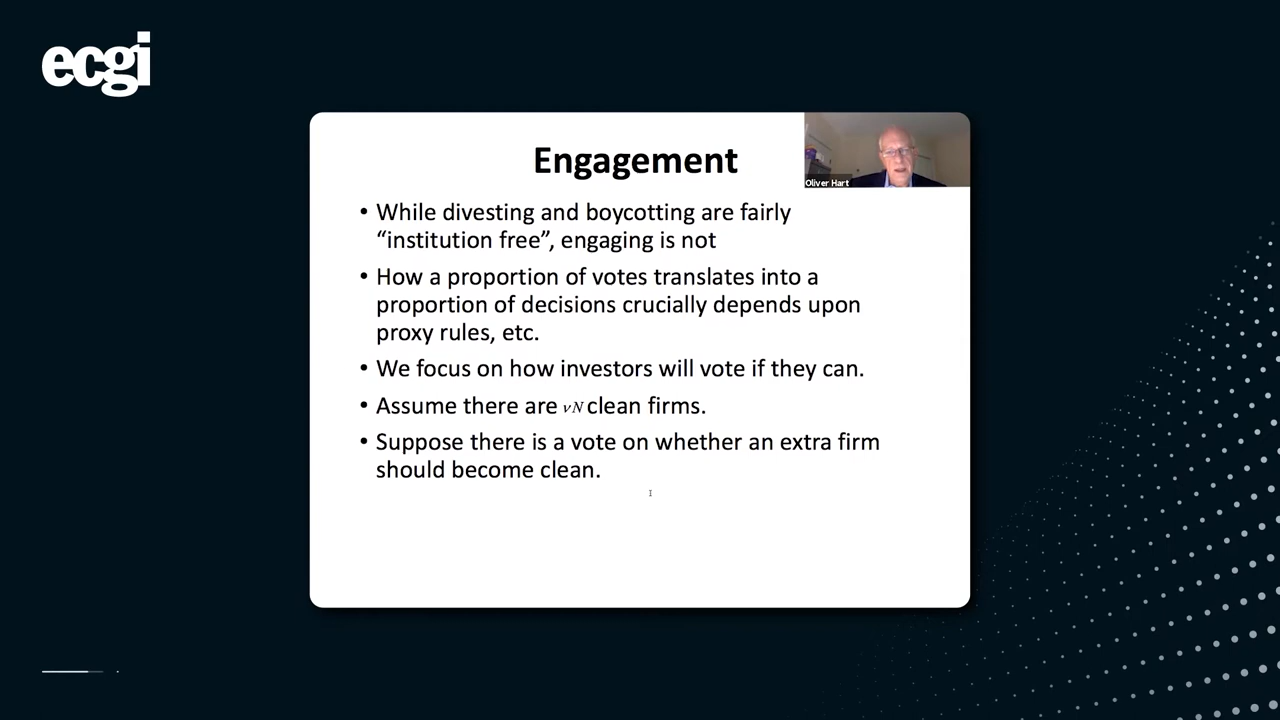 ecgi
Engagement
Oliver Hart
• While divesting and boycotting are fairly
“institution free”, engaging is not
• How a proportion of votes translates into a
proportion of decisions crucially depends upon
proxy rules, etc.
• We focus on how investors will vote if they can.
• Assume there are νN clean firms.
• Suppose there is a vote on whether an extra firm
should become clean.